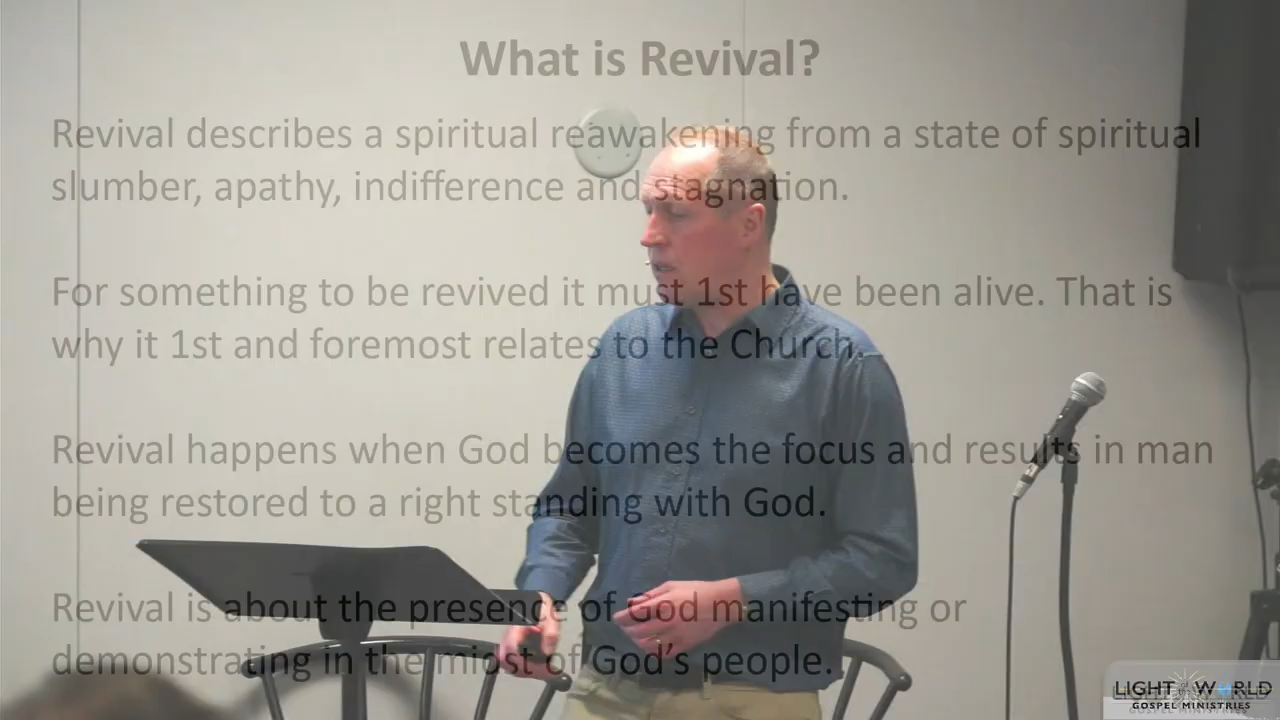 What is Revival?
Revival describes a spiritual reawakening from a state of spiritual
slumber, apathy, indifference and stagnation.
For something to be revived it must 1st have been alive. That is
why it 1st and foremost relates to the Church.
Revival happens when God becomes the focus and results in man
being restored to a right standing with God.
Revival is about the presence of God manifesting or
demonstrating in the midst of God's people.
LIGHT OF THE WORLD
GOSPEL MINISTRIES